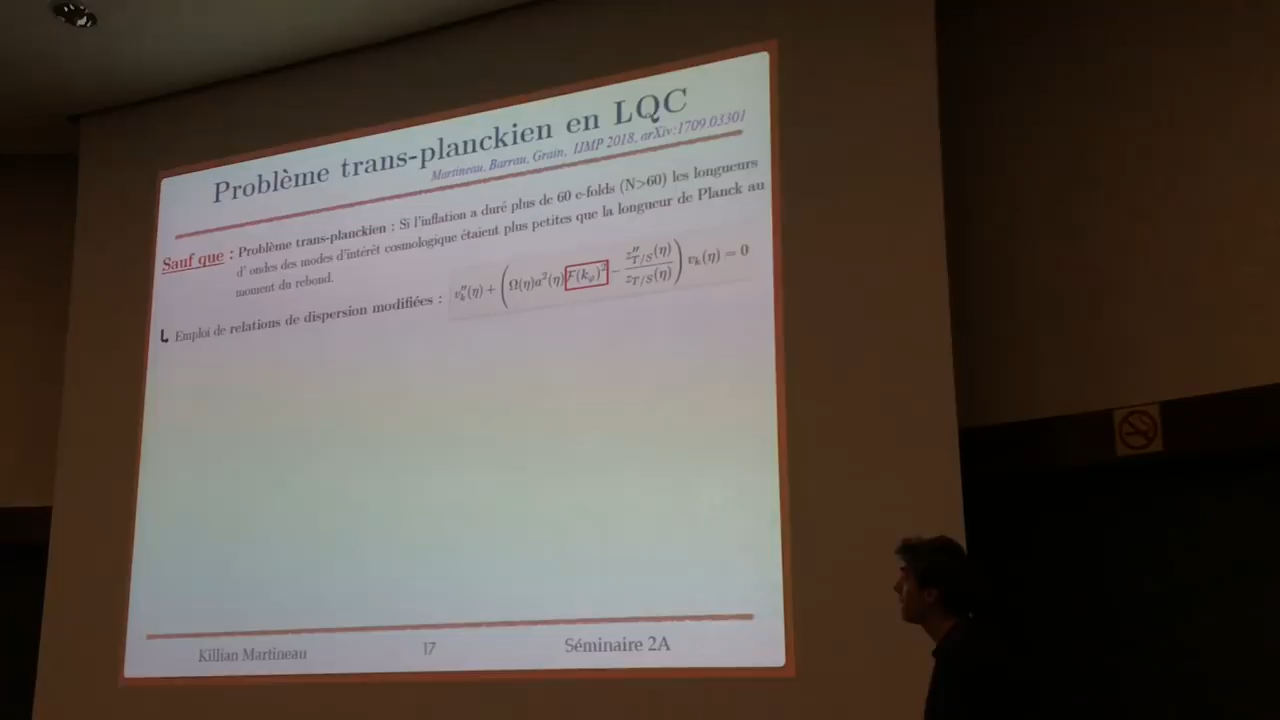 Problème trans-planckien en LQC
Martineau, Barrau, Grain, IJMP 2018, arXiv:1709.03301
Sauf que : Problème trans-planckien : Si l'inflation a duré plus de 60 e-folds (N>60) les longueurs
d' ondes des modes d'intérêt cosmologique étaient plus petites que la longueur de Planck au
moment du rebond.
┗ Emploi de relations de dispersion modifiées : v''_k(η) + ( Ω(η)a²(η)F(k_φ)² − z''_{T/S}(η) / z_{T/S}(η) ) v_k(η) = 0
Killian Martineau 17 Séminaire 2A